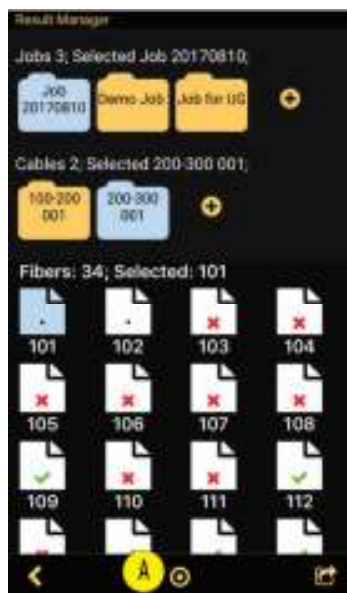 Result Manager
Jobs 3; Selected Job 20170810;
Job 20170810
Demo Job
Job for UG
Cables 2; Selected 200-300 001;
100-200 001
200-300 001
Fibers: 34; Selected: 101
101 102 103 104
105 106 107 108
109 110 111 112
A